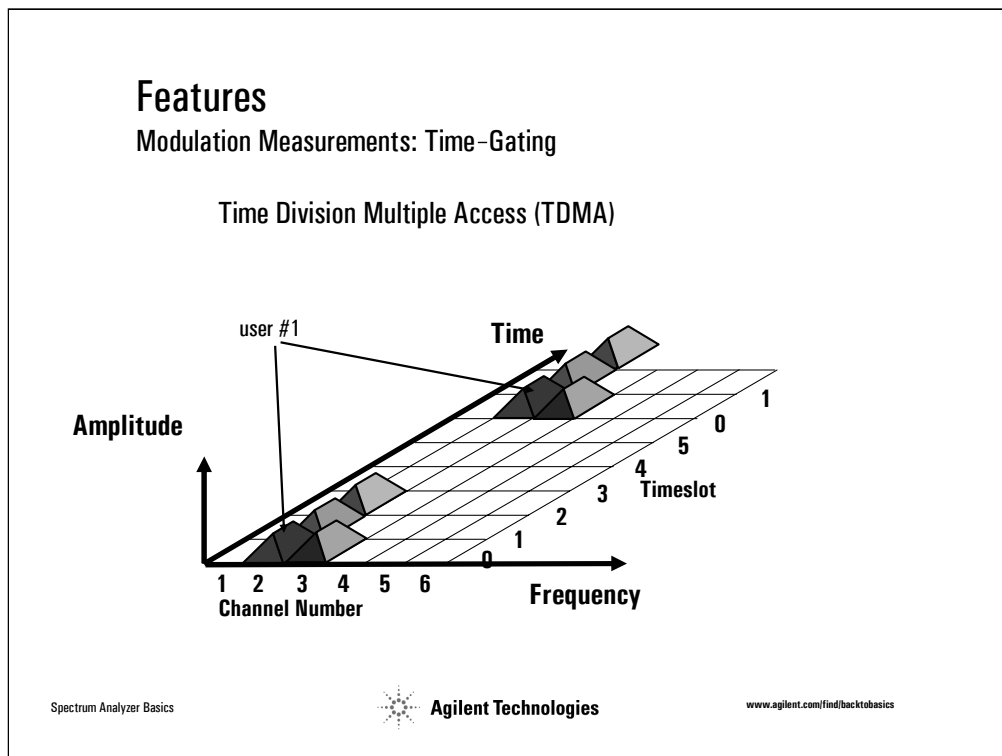 Features
Modulation Measurements: Time-Gating
Time Division Multiple Access (TDMA)
user #1
Time
Amplitude
1
0
5
4
Timeslot
3
2
1
0
1 2 3 4 5 6
Channel Number
Frequency
Spectrum Analyzer Basics
Agilent Technologies
www.agilent.com/find/backtobasics